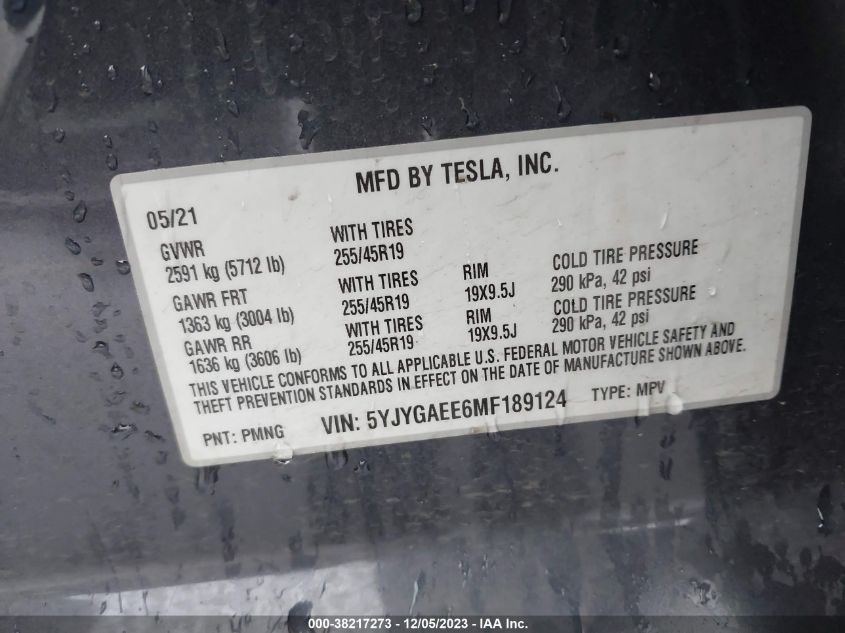 MFD BY TESLA, INC.
05/21
GVWR WITH TIRES
2591 kg (5712 lb) 255/45R19
GAWR FRT WITH TIRES RIM COLD TIRE PRESSURE
1363 kg (3004 lb) 255/45R19 19X9.5J 290 kPa, 42 psi
GAWR RR WITH TIRES RIM COLD TIRE PRESSURE
1636 kg (3606 lb) 255/45R19 19X9.5J 290 kPa, 42 psi
THIS VEHICLE CONFORMS TO ALL APPLICABLE U.S. FEDERAL MOTOR VEHICLE SAFETY AND
THEFT PREVENTION STANDARDS IN EFFECT ON THE DATE OF MANUFACTURE SHOWN ABOVE.
PNT: PMNG VIN: 5YJYGAEE6MF189124 TYPE: MPV
000-38217273 - 12/05/2023 - IAA Inc.